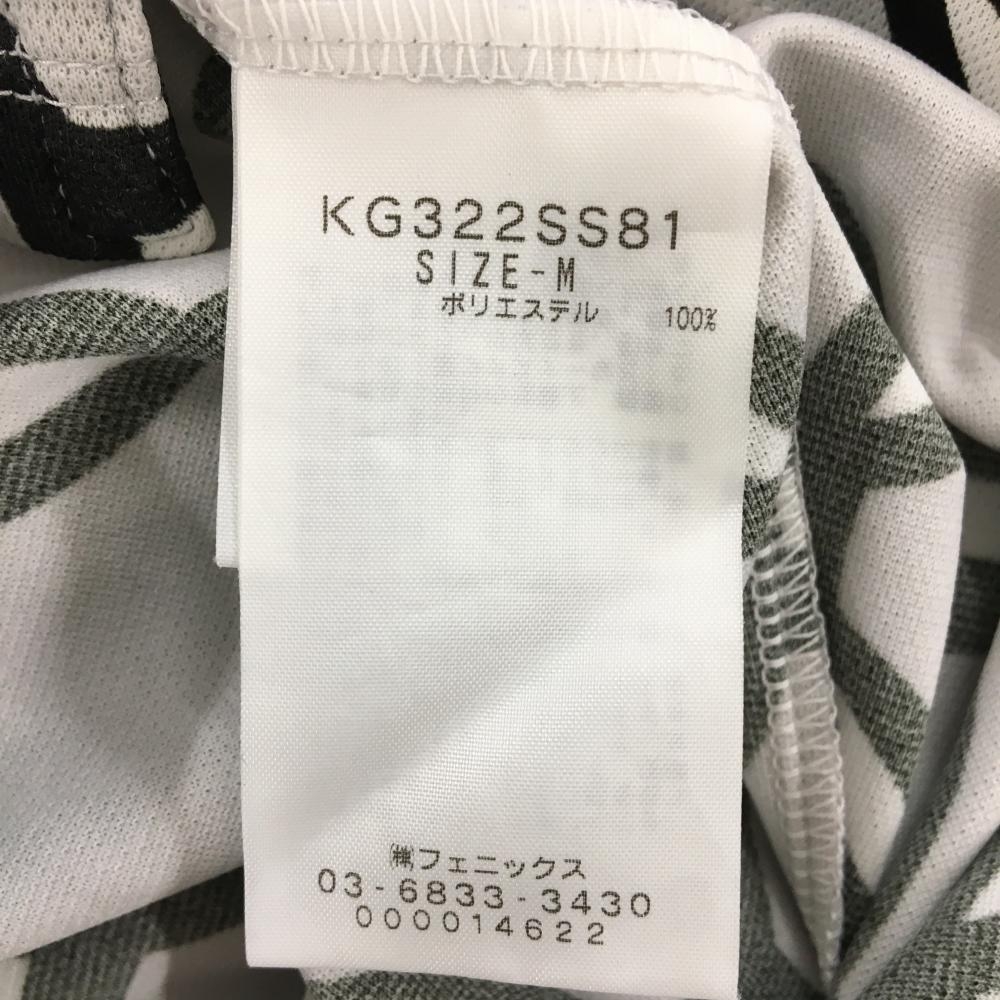 KG322SS81
SIZE-M
ポリエステル 100%
㈱フェニックス
03-6833-3430
000014622